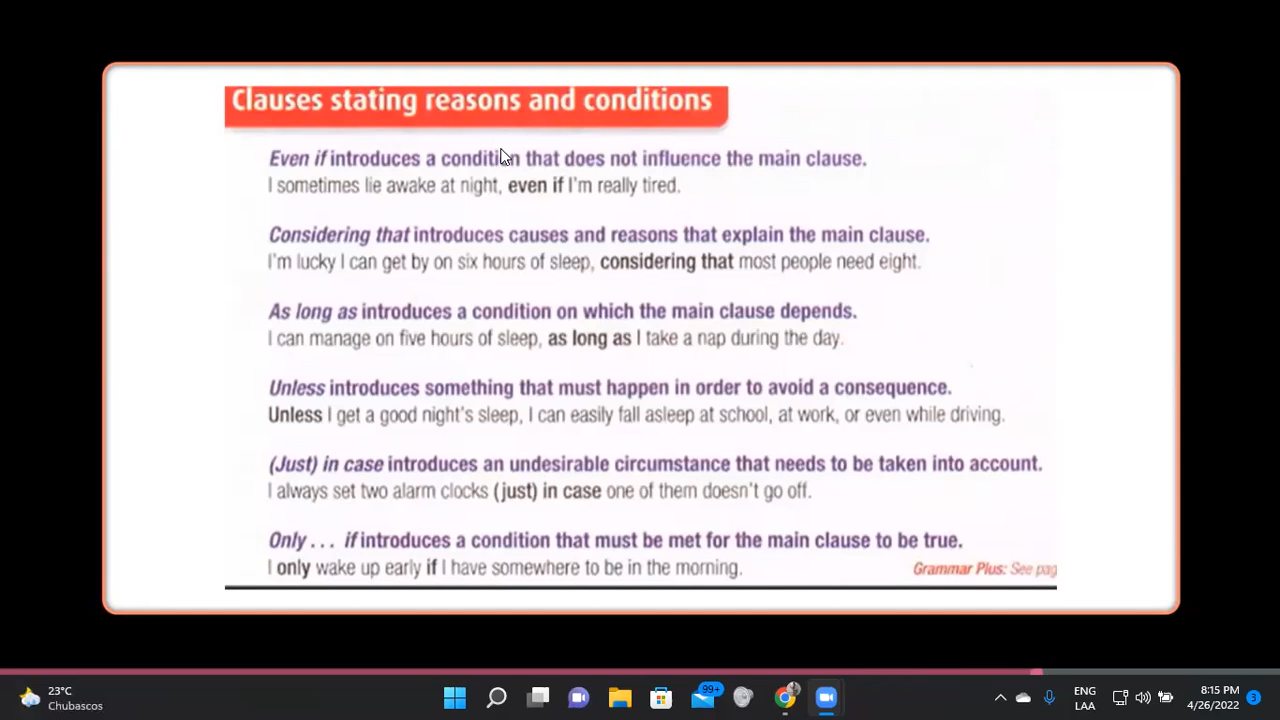 Clauses stating reasons and conditions
Even if introduces a condition that does not influence the main clause.
I sometimes lie awake at night, even if I'm really tired.
Considering that introduces causes and reasons that explain the main clause.
I'm lucky I can get by on six hours of sleep, considering that most people need eight.
As long as introduces a condition on which the main clause depends.
I can manage on five hours of sleep, as long as I take a nap during the day.
Unless introduces something that must happen in order to avoid a consequence.
Unless I get a good night's sleep, I can easily fall asleep at school, at work, or even while driving.
(Just) in case introduces an undesirable circumstance that needs to be taken into account.
I always set two alarm clocks (just) in case one of them doesn't go off.
Only . . . if introduces a condition that must be met for the main clause to be true.
I only wake up early if I have somewhere to be in the morning.
Grammar Plus: See pag
23°C
Chubascos
99+
ENG
LAA
8:15 PM
4/26/2022
3